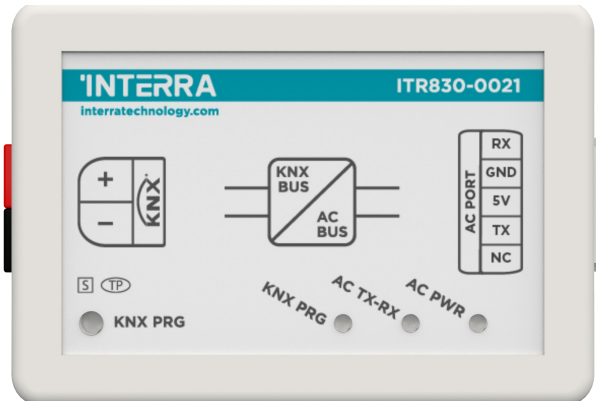 INTERRA
ITR830-0021
interratechnology.com
+
KNX
−
KNX
BUS
AC
BUS
AC PORT
RX
GND
5V
TX
NC
S
TP
KNX PRG
KNX PRG
AC TX-RX
AC PWR